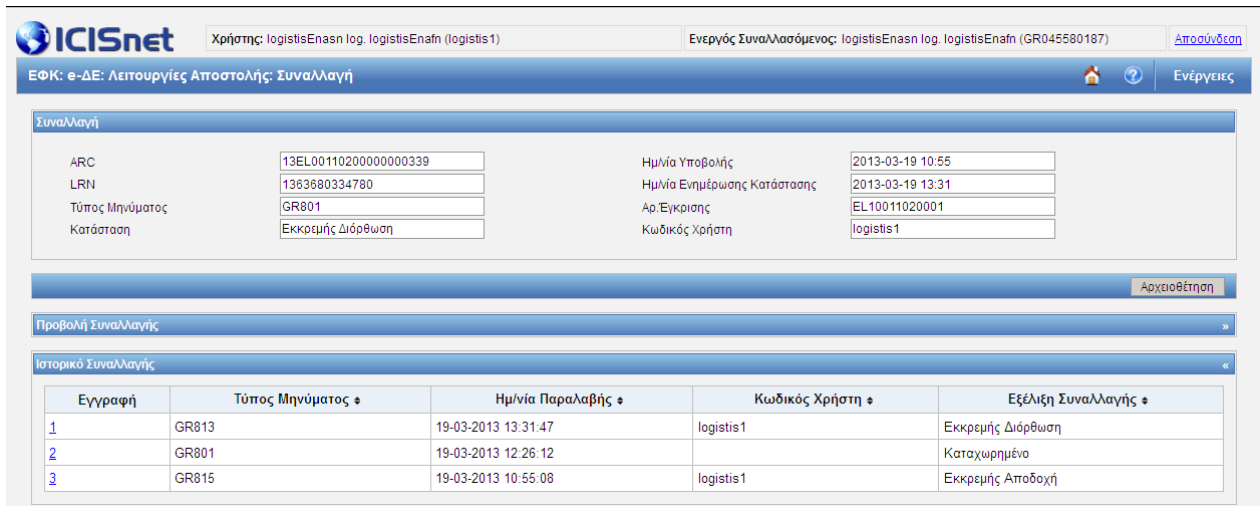 ICISnet Χρήστης: logistisEnasn log. logistisEnafn (logistis1) Ενεργός Συναλλασόμενος: logistisEnasn log. logistisEnafn (GR045580187) Αποσύνδεση
ΕΦΚ: e-ΔΕ: Λειτουργίες Αποστολής: Συναλλαγή Ενέργειες
Συναλλαγή
ARC 13EL00110200000000339 Ημ/νία Υποβολής 2013-03-19 10:55
LRN 1363680334780 Ημ/νία Ενημέρωσης Κατάστασης 2013-03-19 13:31
Τύπος Μηνύματος GR801 Αρ.Έγκρισης EL10011020001
Κατάσταση Εκκρεμής Διόρθωση Κωδικός Χρήστη logistis1
Αρχειοθέτηση
Προβολή Συναλλαγής »
Ιστορικό Συναλλαγής «
Εγγραφή Τύπος Μηνύματος Ημ/νία Παραλαβής Κωδικός Χρήστη Εξέλιξη Συναλλαγής
1 GR813 19-03-2013 13:31:47 logistis1 Εκκρεμής Διόρθωση
2 GR801 19-03-2013 12:26:12 Καταχωρημένο
3 GR815 19-03-2013 10:55:08 logistis1 Εκκρεμής Αποδοχή